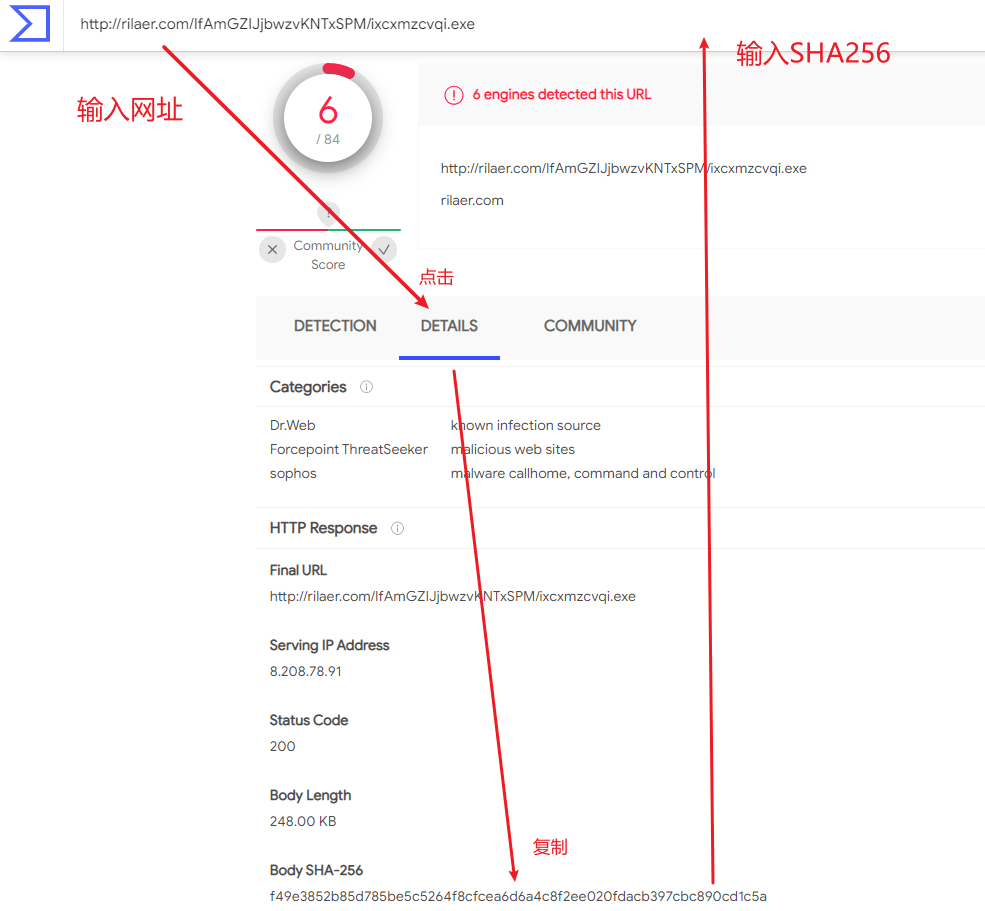 http://rilaer.com/IfAmGZIJjbwzvKNTxSPM/ixcxmzcvqi.exe
输入SHA256
输入网址
6
/ 84
6 engines detected this URL
http://rilaer.com/IfAmGZIJjbwzvKNTxSPM/ixcxmzcvqi.exe
rilaer.com
?
Community
Score
点击
DETECTION
DETAILS
COMMUNITY
Categories
Dr.Web known infection source
Forcepoint ThreatSeeker malicious web sites
sophos malware callhome, command and control
HTTP Response
Final URL
http://rilaer.com/IfAmGZIJjbwzvKNTxSPM/ixcxmzcvqi.exe
Serving IP Address
8.208.78.91
Status Code
200
Body Length
248.00 KB
复制
Body SHA-256
f49e3852b85d785be5c5264f8cfcea6d6a4c8f2ee020fdacb397cbc890cd1c5a